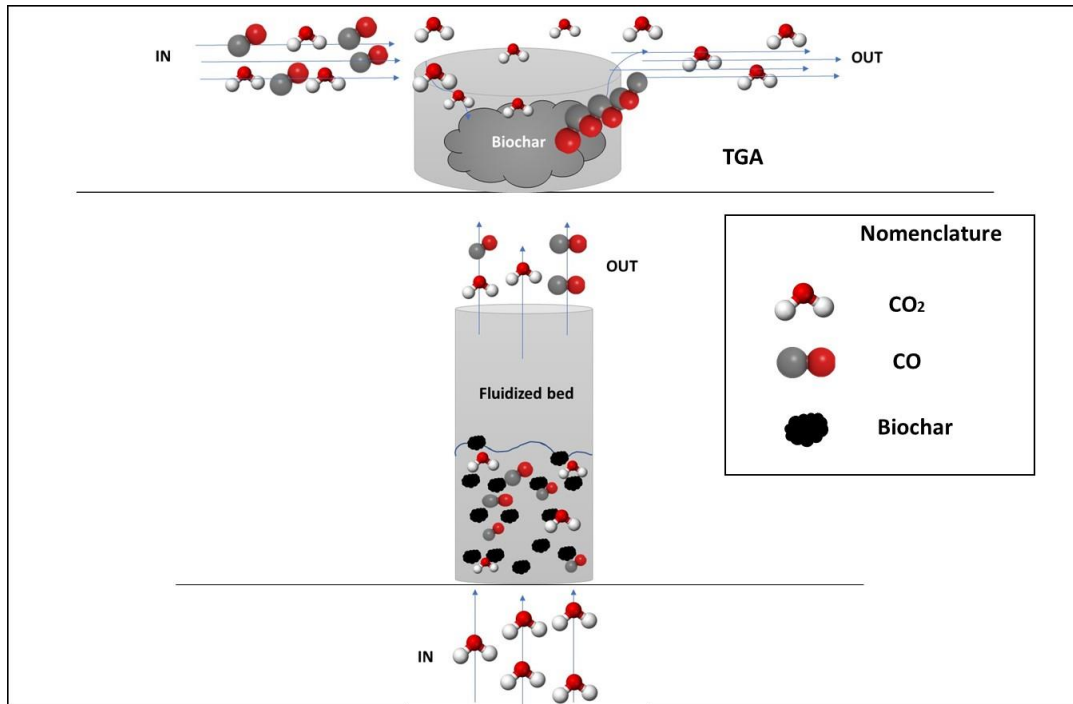 IN
OUT
Biochar
TGA
OUT
Nomenclature
CO₂
CO
Fluidized bed
Biochar
IN